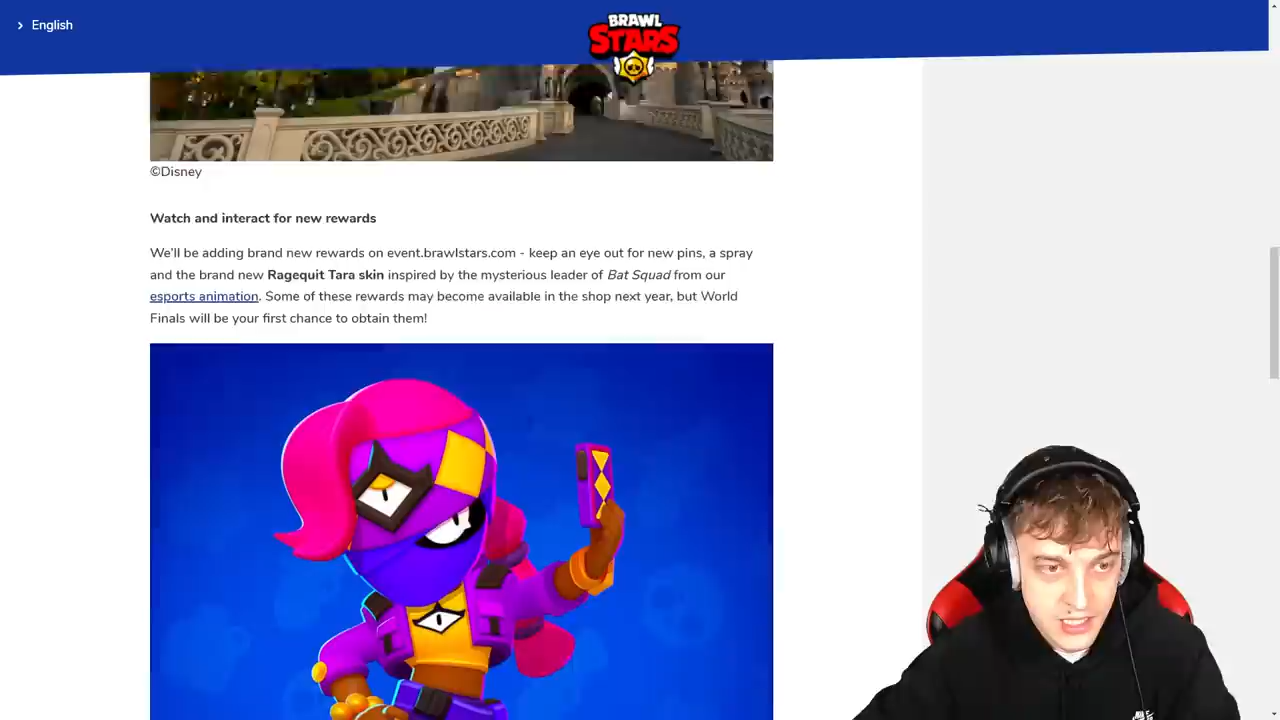 English
BRAWL
STARS
©Disney
Watch and interact for new rewards
We'll be adding brand new rewards on event.brawlstars.com - keep an eye out for new pins, a spray
and the brand new Ragequit Tara skin inspired by the mysterious leader of Bat Squad from our
esports animation. Some of these rewards may become available in the shop next year, but World
Finals will be your first chance to obtain them!